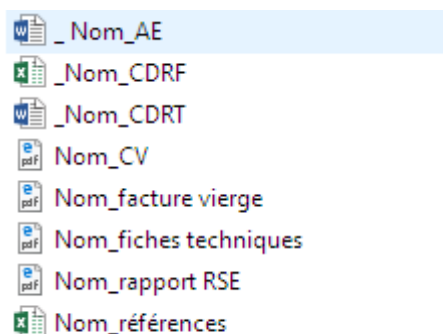 _ Nom_AE
_Nom_CDRF
_Nom_CDRT
Nom_CV
Nom_facture vierge
Nom_fiches techniques
Nom_rapport RSE
Nom_références